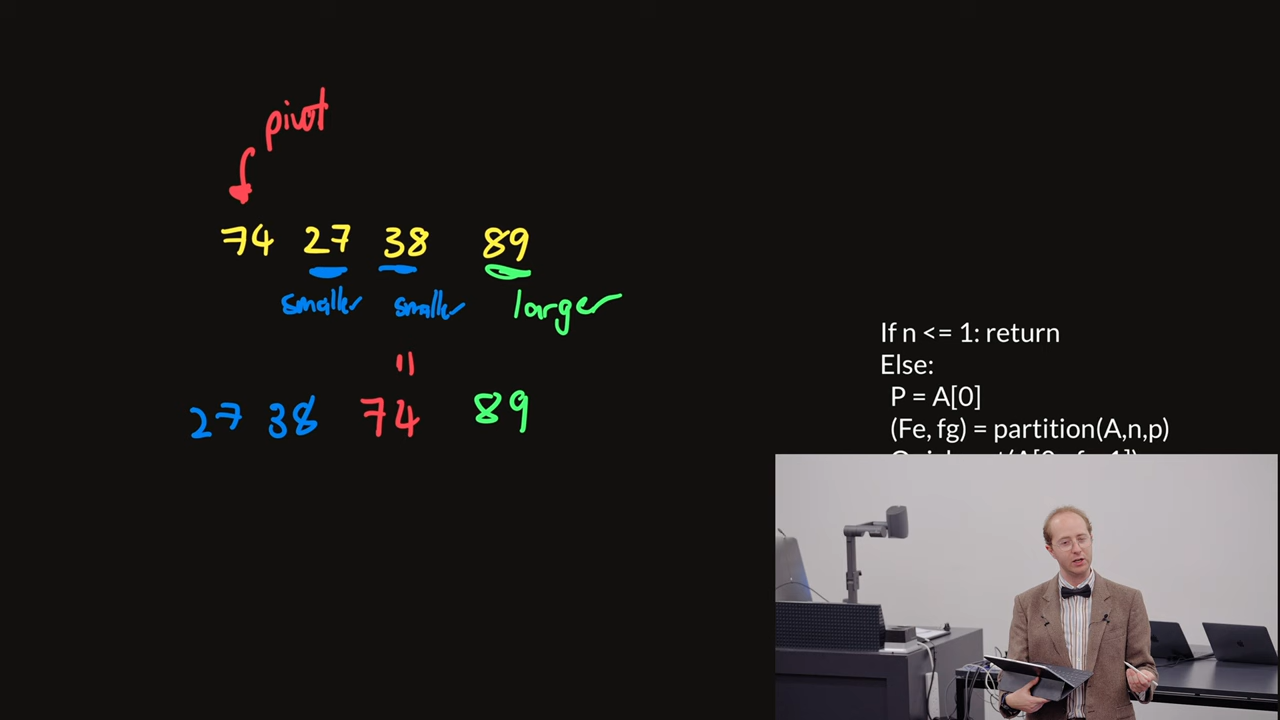 pivot
74 27 38 89
smaller smaller larger
=
27 38 74 89
If n <= 1: return
Else:
P = A[0]
(Fe, fg) = partition(A,n,p)